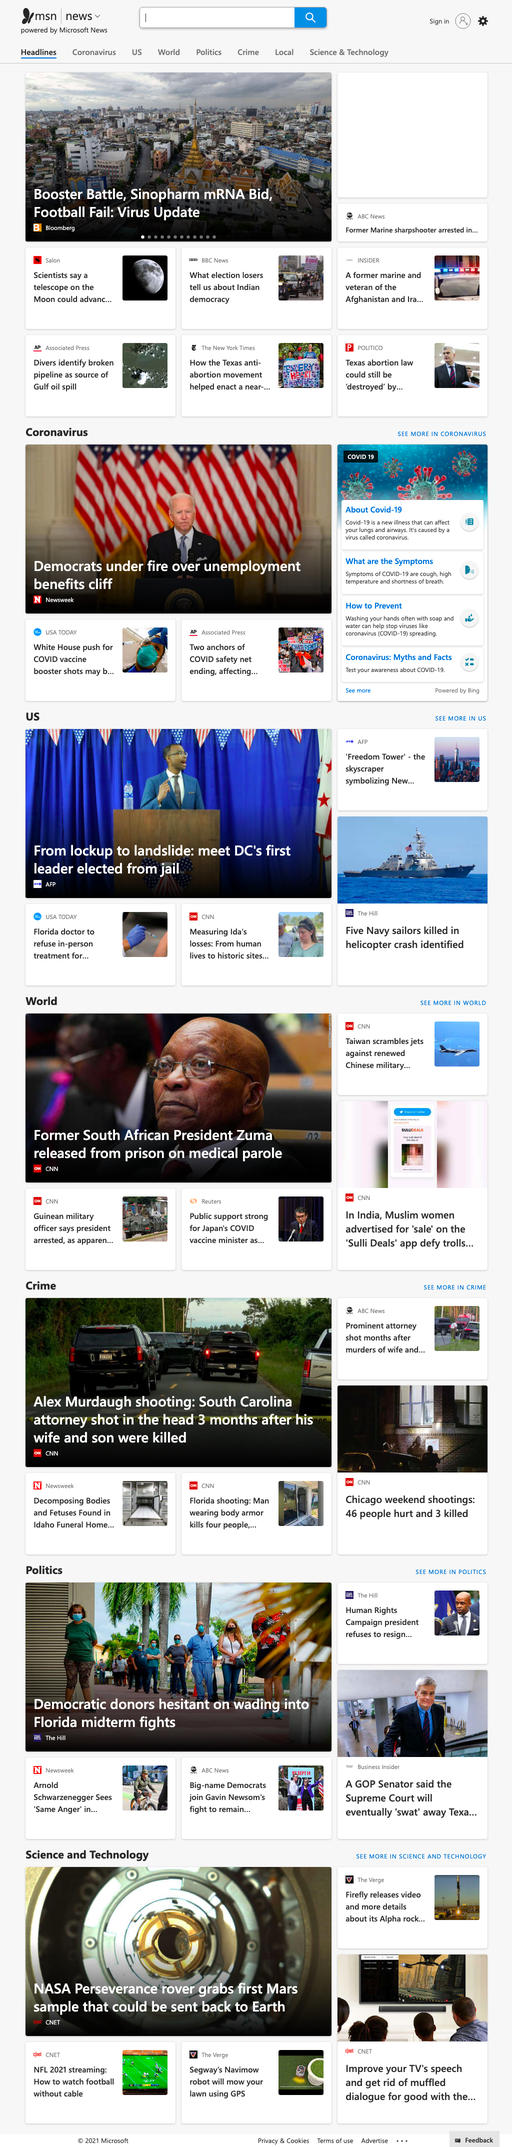 msn | news
powered by Microsoft News
Sign in
Headlines Coronavirus US World Politics Crime Local Science & Technology
Booster Battle, Sinopharm mRNA Bid,
Football Fail: Virus Update
Bloomberg
ABC News
Former Marine sharpshooter arrested in...
Salon
Scientists say a
telescope on the
Moon could advanc...
BBC News
What election losers
tell us about Indian
democracy
INSIDER
A former marine and
veteran of the
Afghanistan and Ira...
Associated Press
Divers identify broken
pipeline as source of
Gulf oil spill
The New York Times
How the Texas anti-
abortion movement
helped enact a near-...
POLITICO
Texas abortion law
could still be
'destroyed' by...
Coronavirus
SEE MORE IN CORONAVIRUS
Democrats under fire over unemployment
benefits cliff
Newsweek
COVID 19
About Covid-19
Covid-19 is a new illness that can affect
your lungs and airways. It's caused by a
virus called coronavirus.
What are the Symptoms
Symptoms of COVID-19 are cough, high
temperature and shortness of breath.
How to Prevent
Washing your hands often with soap and
water can help stop viruses like
coronavirus (COVID-19) spreading.
Coronavirus: Myths and Facts
Test your awareness about COVID-19.
See more
Powered by Bing
USA TODAY
White House push for
COVID vaccine
booster shots may b...
Associated Press
Two anchors of
COVID safety net
ending, affecting...
US
SEE MORE IN US
From lockup to landslide: meet DC's first
leader elected from jail
AFP
AFP
'Freedom Tower' - the
skyscraper
symbolizing New...
The Hill
Five Navy sailors killed in
helicopter crash identified
USA TODAY
Florida doctor to
refuse in-person
treatment for...
CNN
Measuring Ida's
losses: From human
lives to historic sites...
World
SEE MORE IN WORLD
Former South African President Zuma
released from prison on medical parole
CNN
CNN
Taiwan scrambles jets
against renewed
Chinese military...
CNN
In India, Muslim women
advertised for 'sale' on the
'Sulli Deals' app defy trolls...
CNN
Guinean military
officer says president
arrested, as apparen...
Reuters
Public support strong
for Japan's COVID
vaccine minister as...
Crime
SEE MORE IN CRIME
Alex Murdaugh shooting: South Carolina
attorney shot in the head 3 months after his
wife and son were killed
CNN
ABC News
Prominent attorney
shot months after
murders of wife and...
CNN
Chicago weekend shootings:
46 people hurt and 3 killed
Newsweek
Decomposing Bodies
and Fetuses Found in
Idaho Funeral Home...
CNN
Florida shooting: Man
wearing body armor
kills four people,...
Politics
SEE MORE IN POLITICS
Democratic donors hesitant on wading into
Florida midterm fights
The Hill
The Hill
Human Rights
Campaign president
refuses to resign...
Business Insider
A GOP Senator said the
Supreme Court will
eventually 'swat' away Texa...
Newsweek
Arnold
Schwarzenegger Sees
'Same Anger' in...
ABC News
Big-name Democrats
join Gavin Newsom's
fight to remain...
Science and Technology
SEE MORE IN SCIENCE AND TECHNOLOGY
NASA Perseverance rover grabs first Mars
sample that could be sent back to Earth
CNET
The Verge
Firefly releases video
and more details
about its Alpha rock...
CNET
Improve your TV's speech
and get rid of muffled
dialogue for good with the...
CNET
NFL 2021 streaming:
How to watch football
without cable
The Verge
Segway's Navimow
robot will mow your
lawn using GPS
© 2021 Microsoft
Privacy & Cookies Terms of use Advertise ...
Feedback